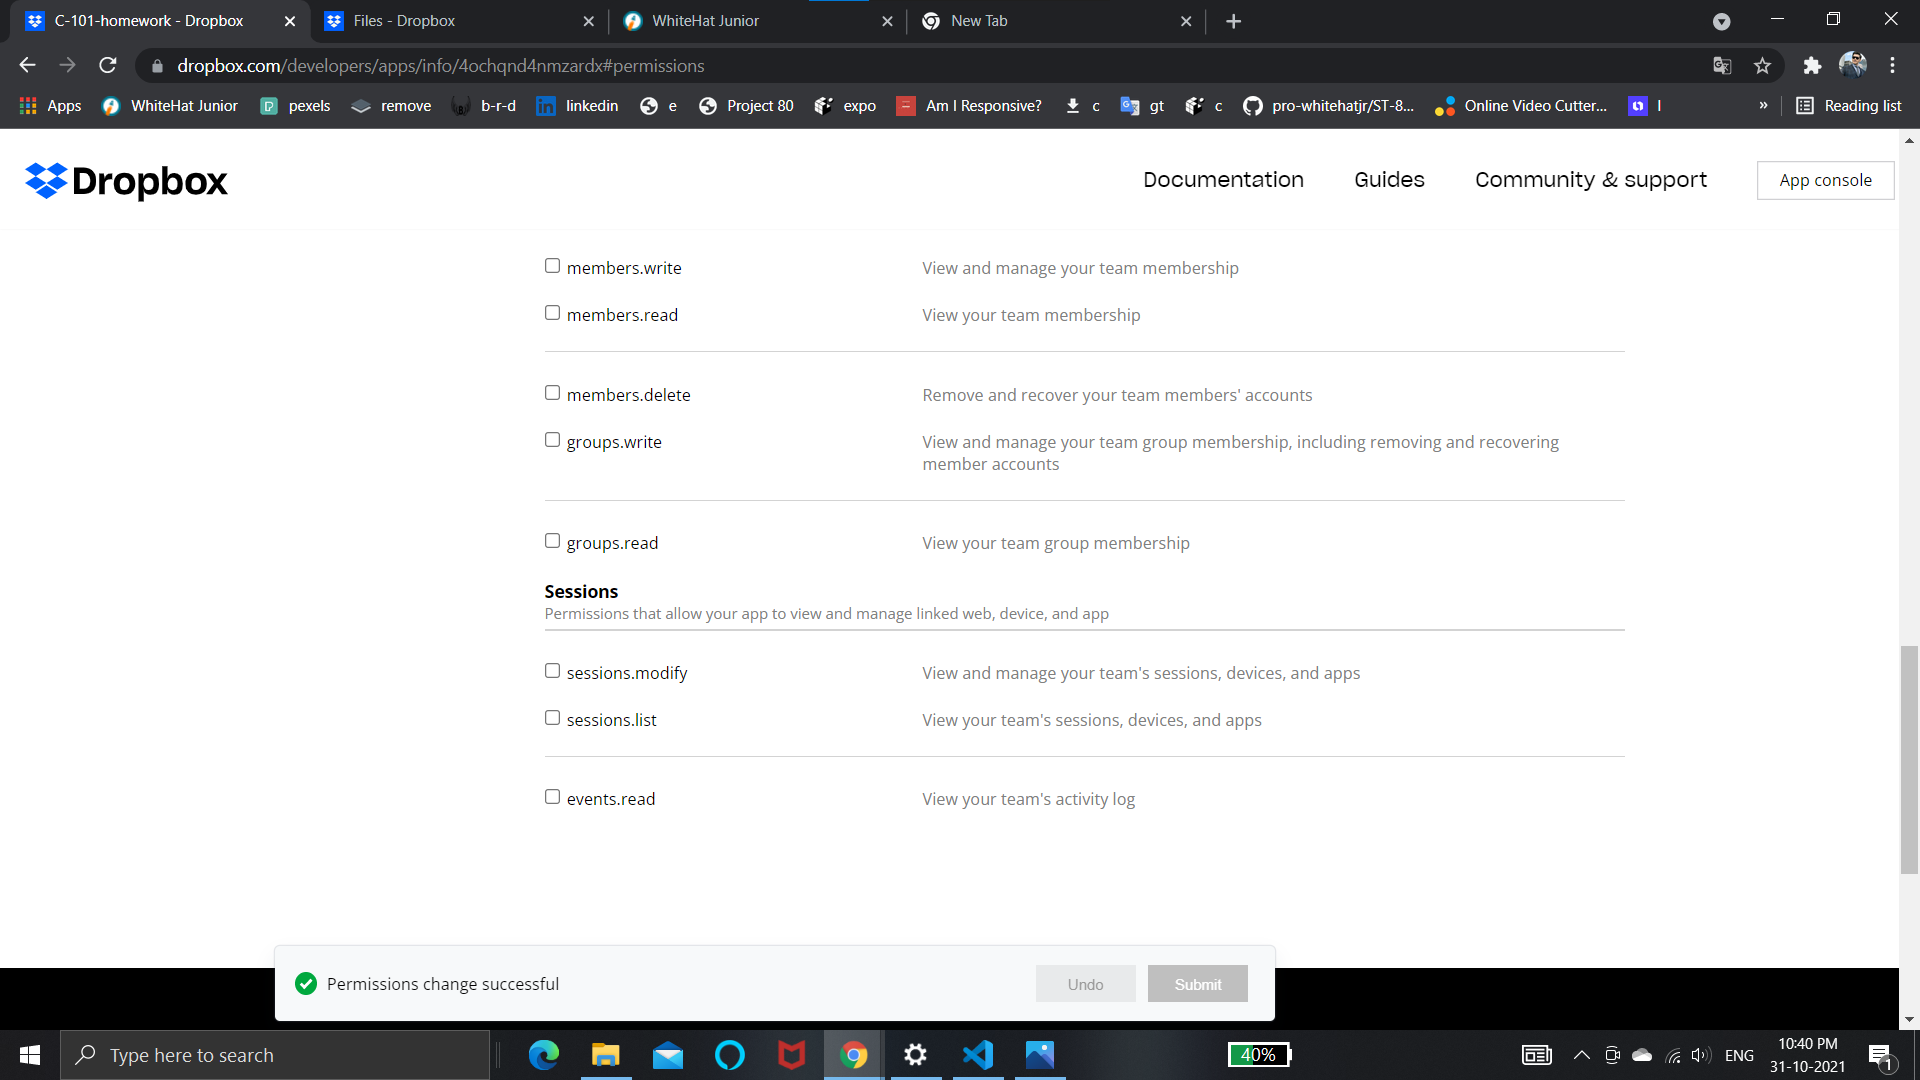 C-101-homework - Dropbox
Files - Dropbox
WhiteHat Junior
New Tab
dropbox.com/developers/apps/info/4ochqnd4nmzardx#permissions
Apps
WhiteHat Junior
pexels
remove
b-r-d
linkedin
e
Project 80
expo
Am I Responsive?
c
gt
c
pro-whitehatjr/ST-8...
Online Video Cutter...
I
»
Reading list
Dropbox
Documentation
Guides
Community & support
App console
members.write
View and manage your team membership
members.read
View your team membership
members.delete
Remove and recover your team members' accounts
groups.write
View and manage your team group membership, including removing and recovering
member accounts
groups.read
View your team group membership
Sessions
Permissions that allow your app to view and manage linked web, device, and app
sessions.modify
View and manage your team's sessions, devices, and apps
sessions.list
View your team's sessions, devices, and apps
events.read
View your team's activity log
Permissions change successful
Undo
Submit
Type here to search
40%
ENG
10:40 PM
31-10-2021
1